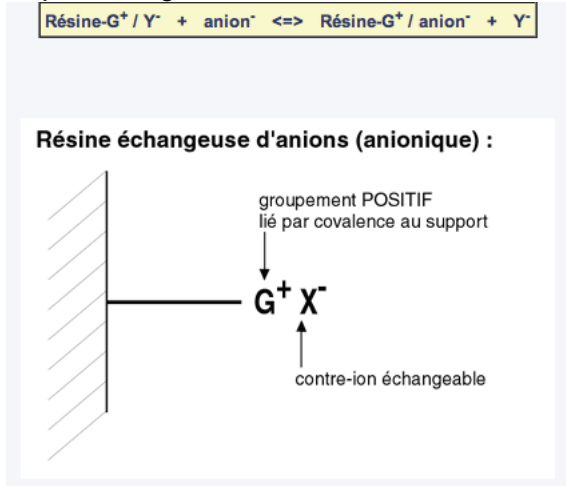 Résine-G⁺ / Y⁻ + anion⁻ <=> Résine-G⁺ / anion⁻ + Y⁻
Résine échangeuse d'anions (anionique) :
groupement POSITIF
lié par covalence au support
G⁺ X⁻
contre-ion échangeable